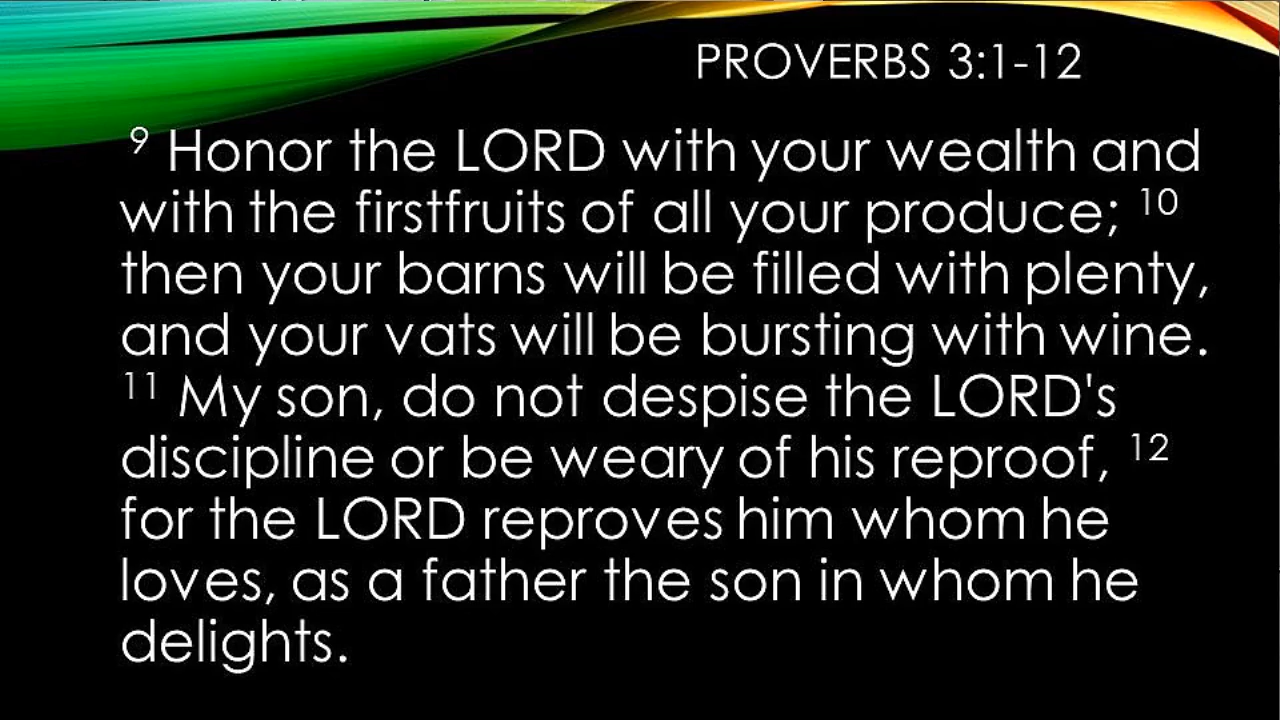 PROVERBS 3:1-12
9 Honor the LORD with your wealth and
with the firstfruits of all your produce; 10
then your barns will be filled with plenty,
and your vats will be bursting with wine.
11 My son, do not despise the LORD's
discipline or be weary of his reproof, 12
for the LORD reproves him whom he
loves, as a father the son in whom he
delights.